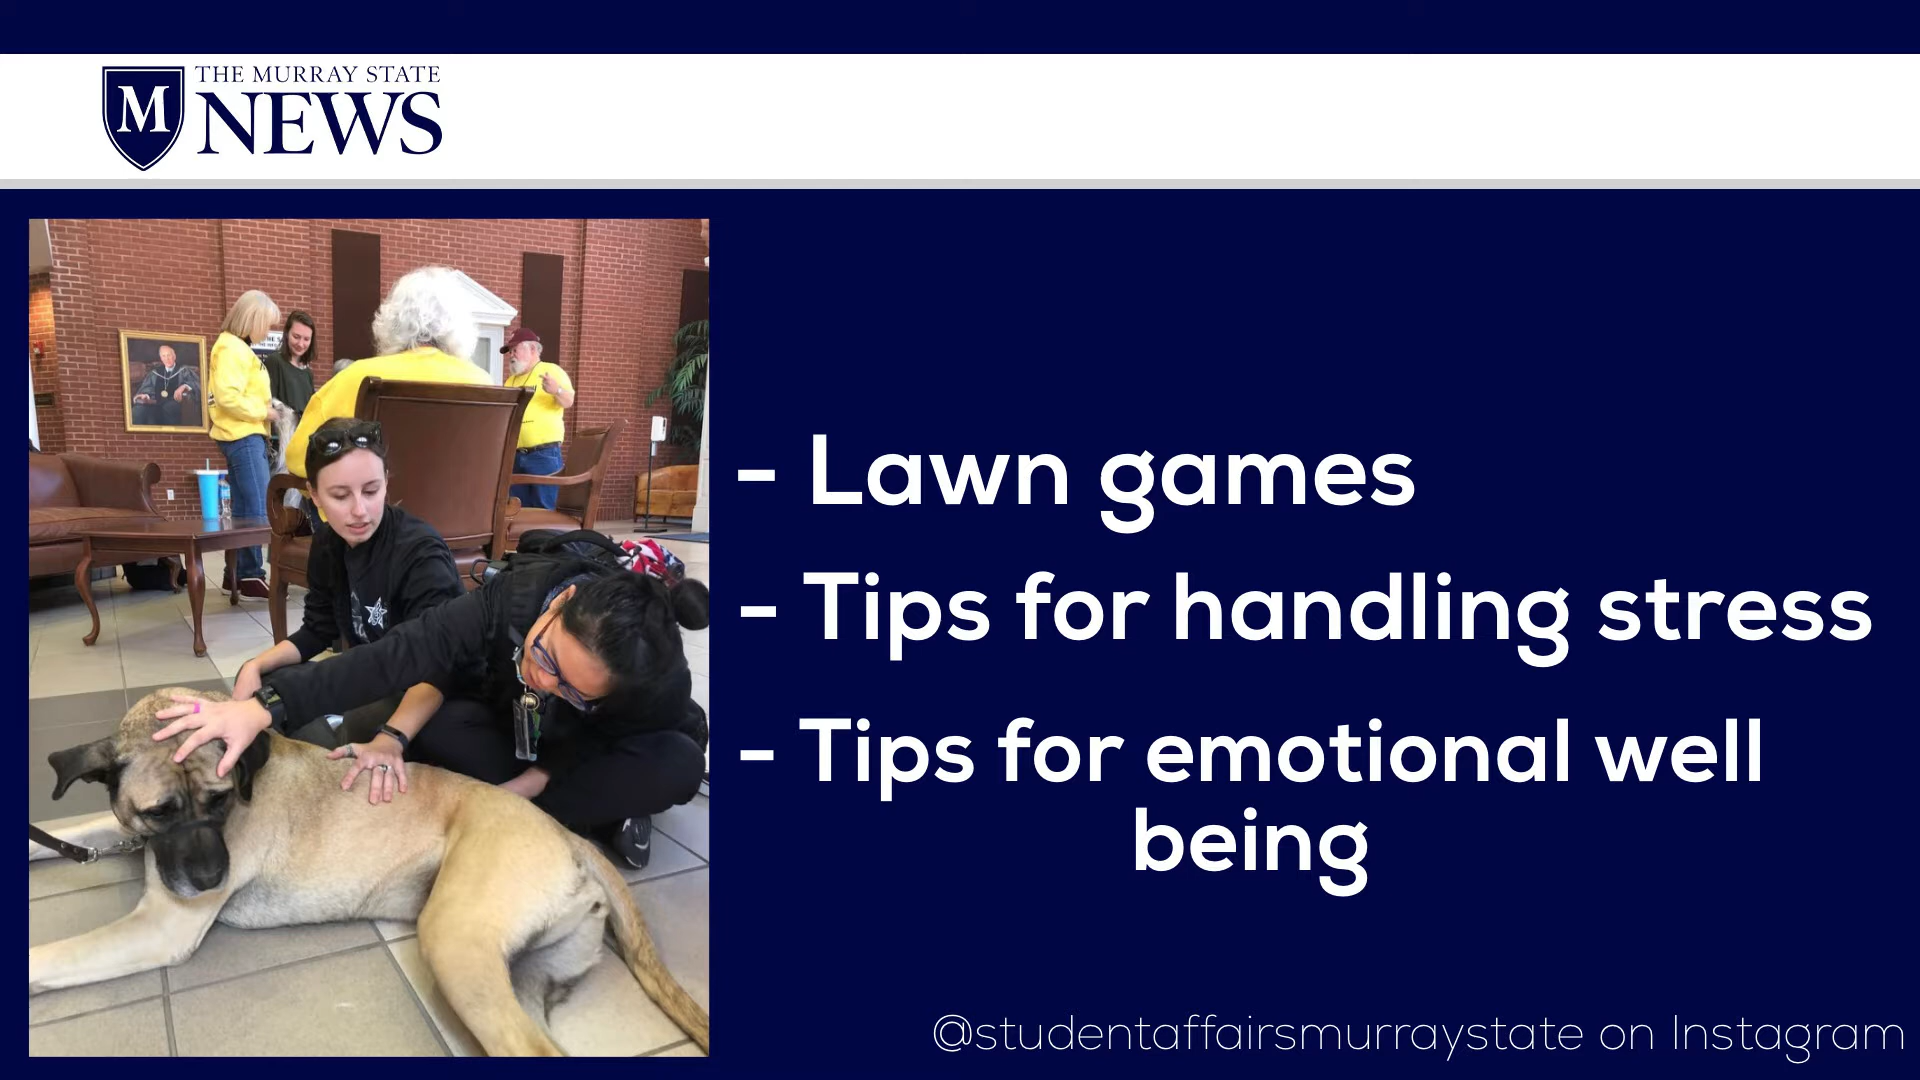 M
THE MURRAY STATE
NEWS
- Lawn games
- Tips for handling stress
- Tips for emotional well
being
@studentaffairsmurraystate on Instagram